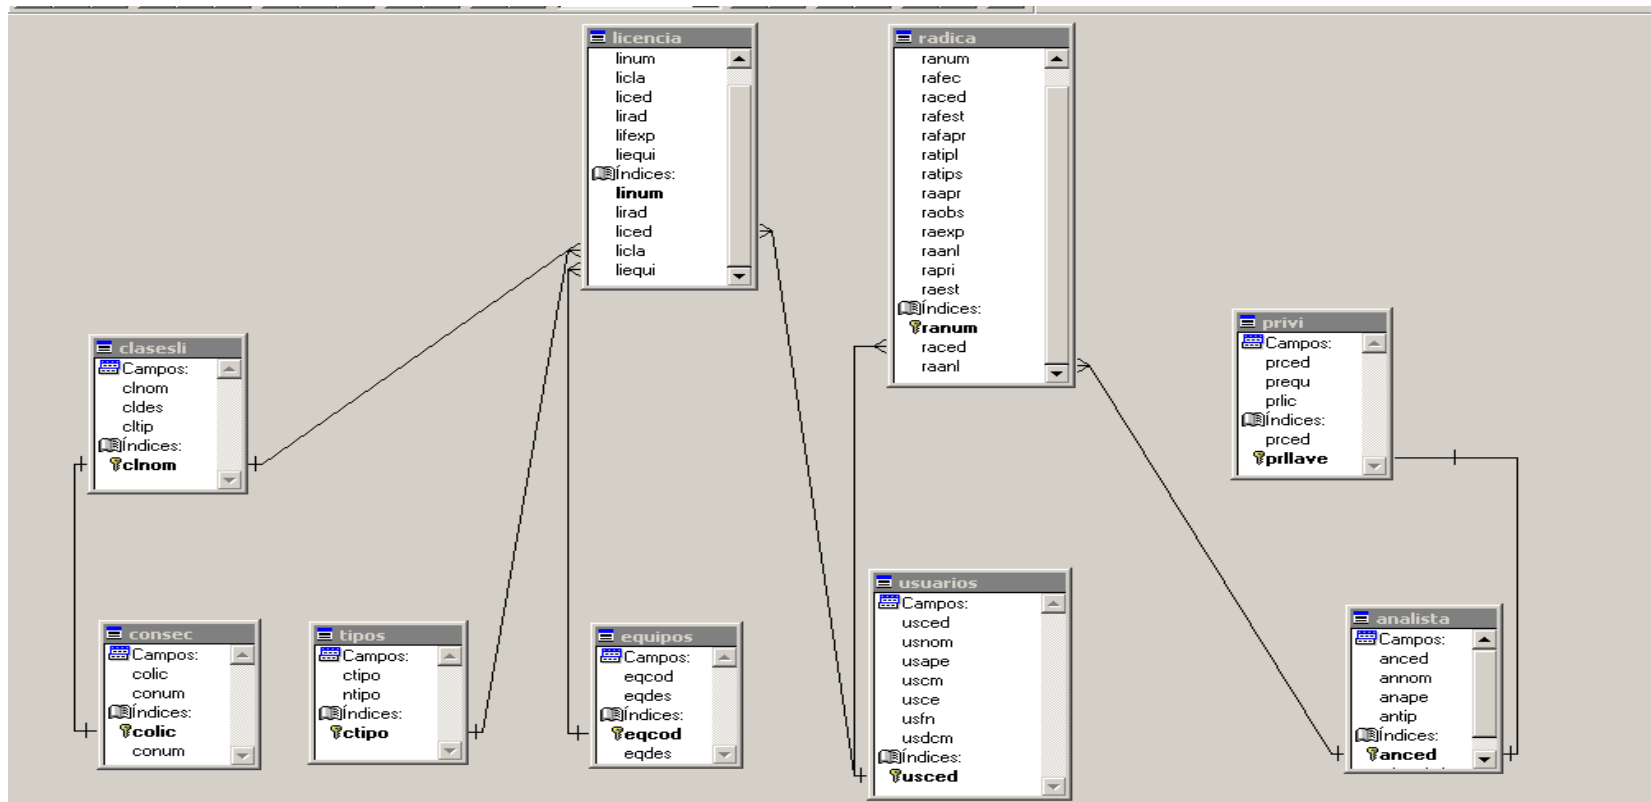 licencia
linum
licla
liced
lirad
lifexp
liequi
Índices:
linum
lirad
liced
licla
liequi
radica
ranum
rafec
raced
rafest
rafapr
ratipl
ratips
raapr
raobs
raexp
raanl
rapri
raest
Índices:
ranum
raced
raanl
privi
Campos:
prced
prequ
prlic
Índices:
prced
prllave
clasesli
Campos:
clnom
cldes
cltip
Índices:
clnom
consec
Campos:
colic
conum
Índices:
colic
conum
tipos
Campos:
ctipo
ntipo
Índices:
ctipo
equipos
Campos:
eqcod
eqdes
Índices:
eqcod
eqdes
usuarios
Campos:
usced
usnom
usape
uscm
usce
usfn
usdcm
Índices:
usced
analista
Campos:
anced
annom
anape
antip
Índices:
anced